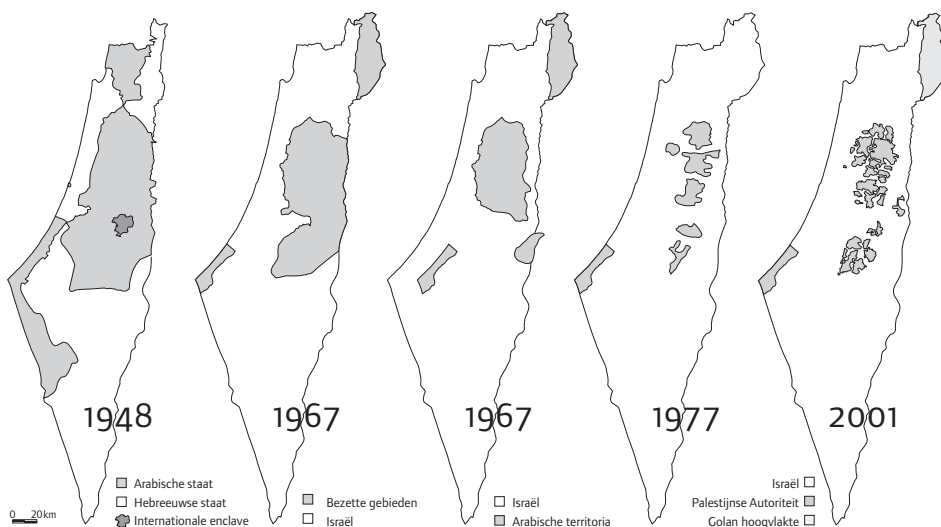 1948
1967
1967
1977
2001
Arabische staat
Hebreeuwse staat
Internationale enclave
0 20km
Bezette gebieden
Israël
Israël
Arabische territoria
Israël
Palestijnse Autoriteit
Golan hoogvlakte